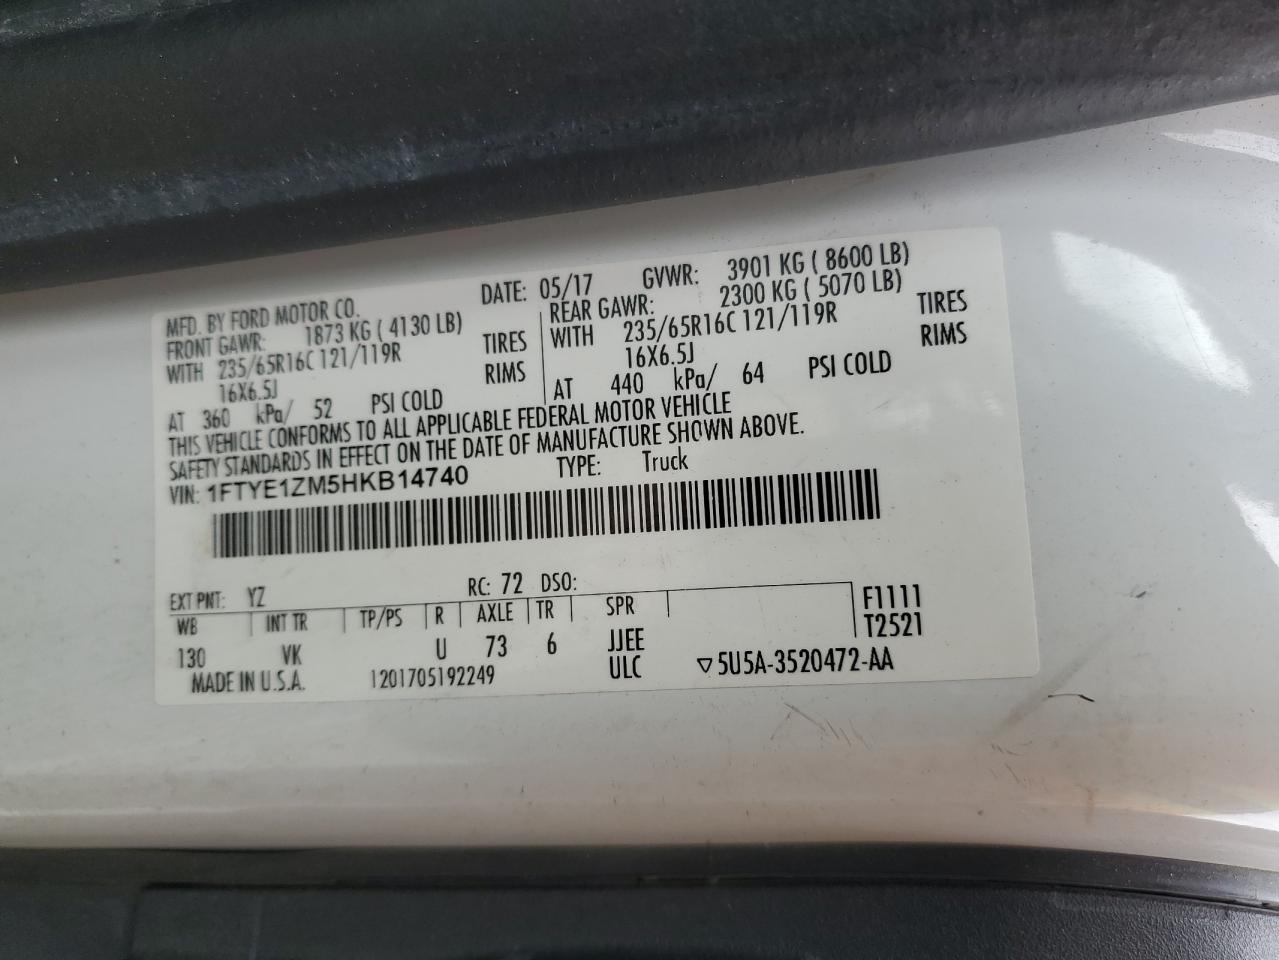 MFD. BY FORD MOTOR CO. DATE: 05/17 GVWR: 3901 KG ( 8600 LB)
FRONT GAWR: 1873 KG ( 4130 LB) REAR GAWR: 2300 KG ( 5070 LB)
WITH 235/65R16C 121/119R TIRES WITH 235/65R16C 121/119R TIRES
16X6.5J RIMS 16X6.5J RIMS
AT 360 kPa/ 52 PSI COLD AT 440 kPa/ 64 PSI COLD
THIS VEHICLE CONFORMS TO ALL APPLICABLE FEDERAL MOTOR VEHICLE
SAFETY STANDARDS IN EFFECT ON THE DATE OF MANUFACTURE SHOWN ABOVE.
VIN: 1FTYE1ZM5HKB14740 TYPE: Truck
EXT PNT: YZ RC: 72 DSO:
WB INT TR TP/PS R AXLE TR SPR F1111
130 VK U 73 6 JJEE T2521
MADE IN U.S.A. 1201705192249 ULC ▽5U5A-3520472-AA